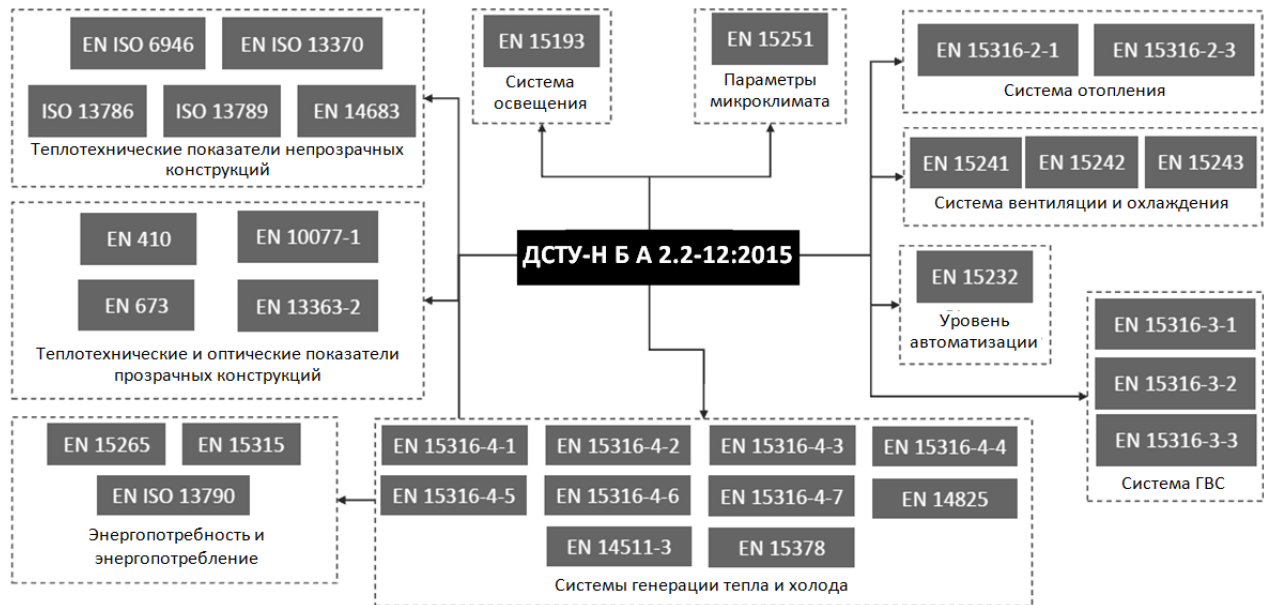 EN ISO 6946
EN ISO 13370
ISO 13786
ISO 13789
EN 14683
Теплотехнические показатели непрозрачных
конструкций
EN 15193
Система
освещения
EN 15251
Параметры
микроклимата
EN 15316-2-1
EN 15316-2-3
Система отопления
EN 15241
EN 15242
EN 15243
Система вентиляции и охлаждения
EN 410
EN 10077-1
EN 673
EN 13363-2
Теплотехнические и оптические показатели
прозрачных конструкций
ДСТУ-Н Б А 2.2-12:2015
EN 15232
Уровень
автоматизации
EN 15316-3-1
EN 15316-3-2
EN 15316-3-3
Система ГВС
EN 15265
EN 15315
EN ISO 13790
Энергопотребность и
энергопотребление
EN 15316-4-1
EN 15316-4-2
EN 15316-4-3
EN 15316-4-4
EN 15316-4-5
EN 15316-4-6
EN 15316-4-7
EN 14825
EN 14511-3
EN 15378
Системы генерации тепла и холода